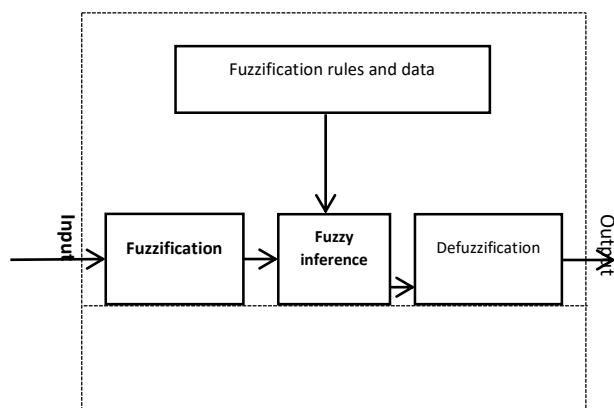 Fuzzification rules and data
Input
Fuzzification
Fuzzy
inference
Defuzzification
Output